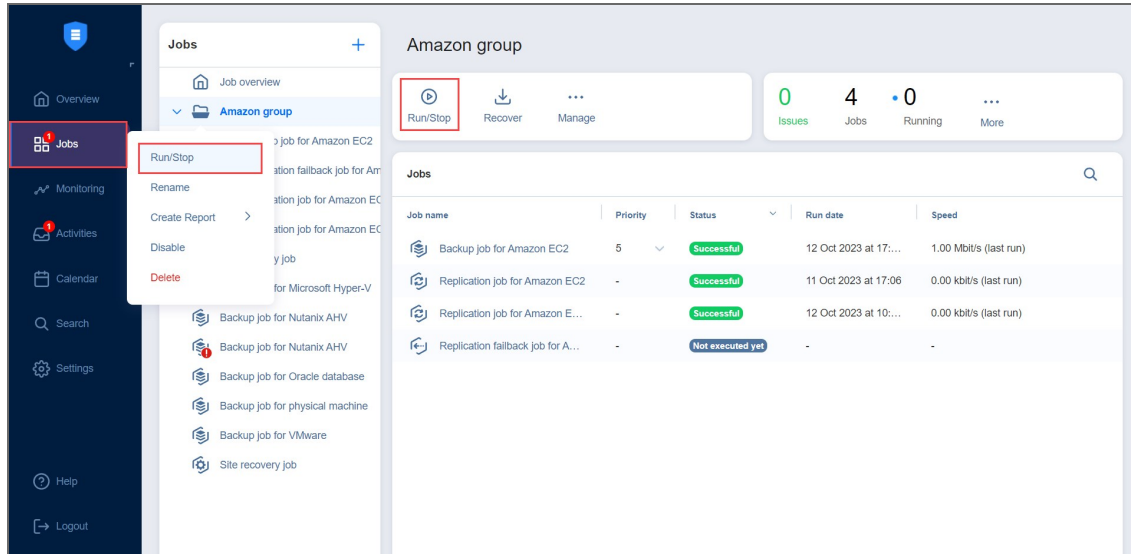 Overview
1
Jobs
Monitoring
1
Activities
Calendar
Search
Settings
Help
Logout
Jobs
+
Job overview
Amazon group
job for Amazon EC2
ation failback job for Am
ation job for Amazon EC
ation job for Amazon EC
y job
for Microsoft Hyper-V
Backup job for Nutanix AHV
Backup job for Nutanix AHV
Backup job for Oracle database
Backup job for physical machine
Backup job for VMware
Site recovery job
Run/Stop
Rename
Create Report
Disable
Delete
Amazon group
Run/Stop Recover Manage
0 4 0
Issues Jobs Running More
Jobs
Job name Priority Status Run date Speed
Backup job for Amazon EC2 5 Successful 12 Oct 2023 at 17:... 1.00 Mbit/s (last run)
Replication job for Amazon EC2 - Successful 11 Oct 2023 at 17:06 0.00 kbit/s (last run)
Replication job for Amazon E... - Successful 12 Oct 2023 at 10:... 0.00 kbit/s (last run)
Replication failback job for A... - Not executed yet - -